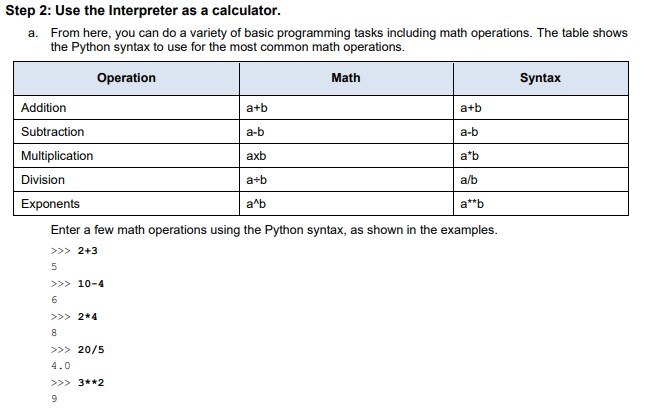 Step 2: Use the Interpreter as a calculator.
a. From here, you can do a variety of basic programming tasks including math operations. The table shows
the Python syntax to use for the most common math operations.
Operation Math Syntax
Addition a+b a+b
Subtraction a-b a-b
Multiplication axb a*b
Division a÷b a/b
Exponents a^b a**b
Enter a few math operations using the Python syntax, as shown in the examples.
>>> 2+3
5
>>> 10-4
6
>>> 2*4
8
>>> 20/5
4.0
>>> 3**2
9